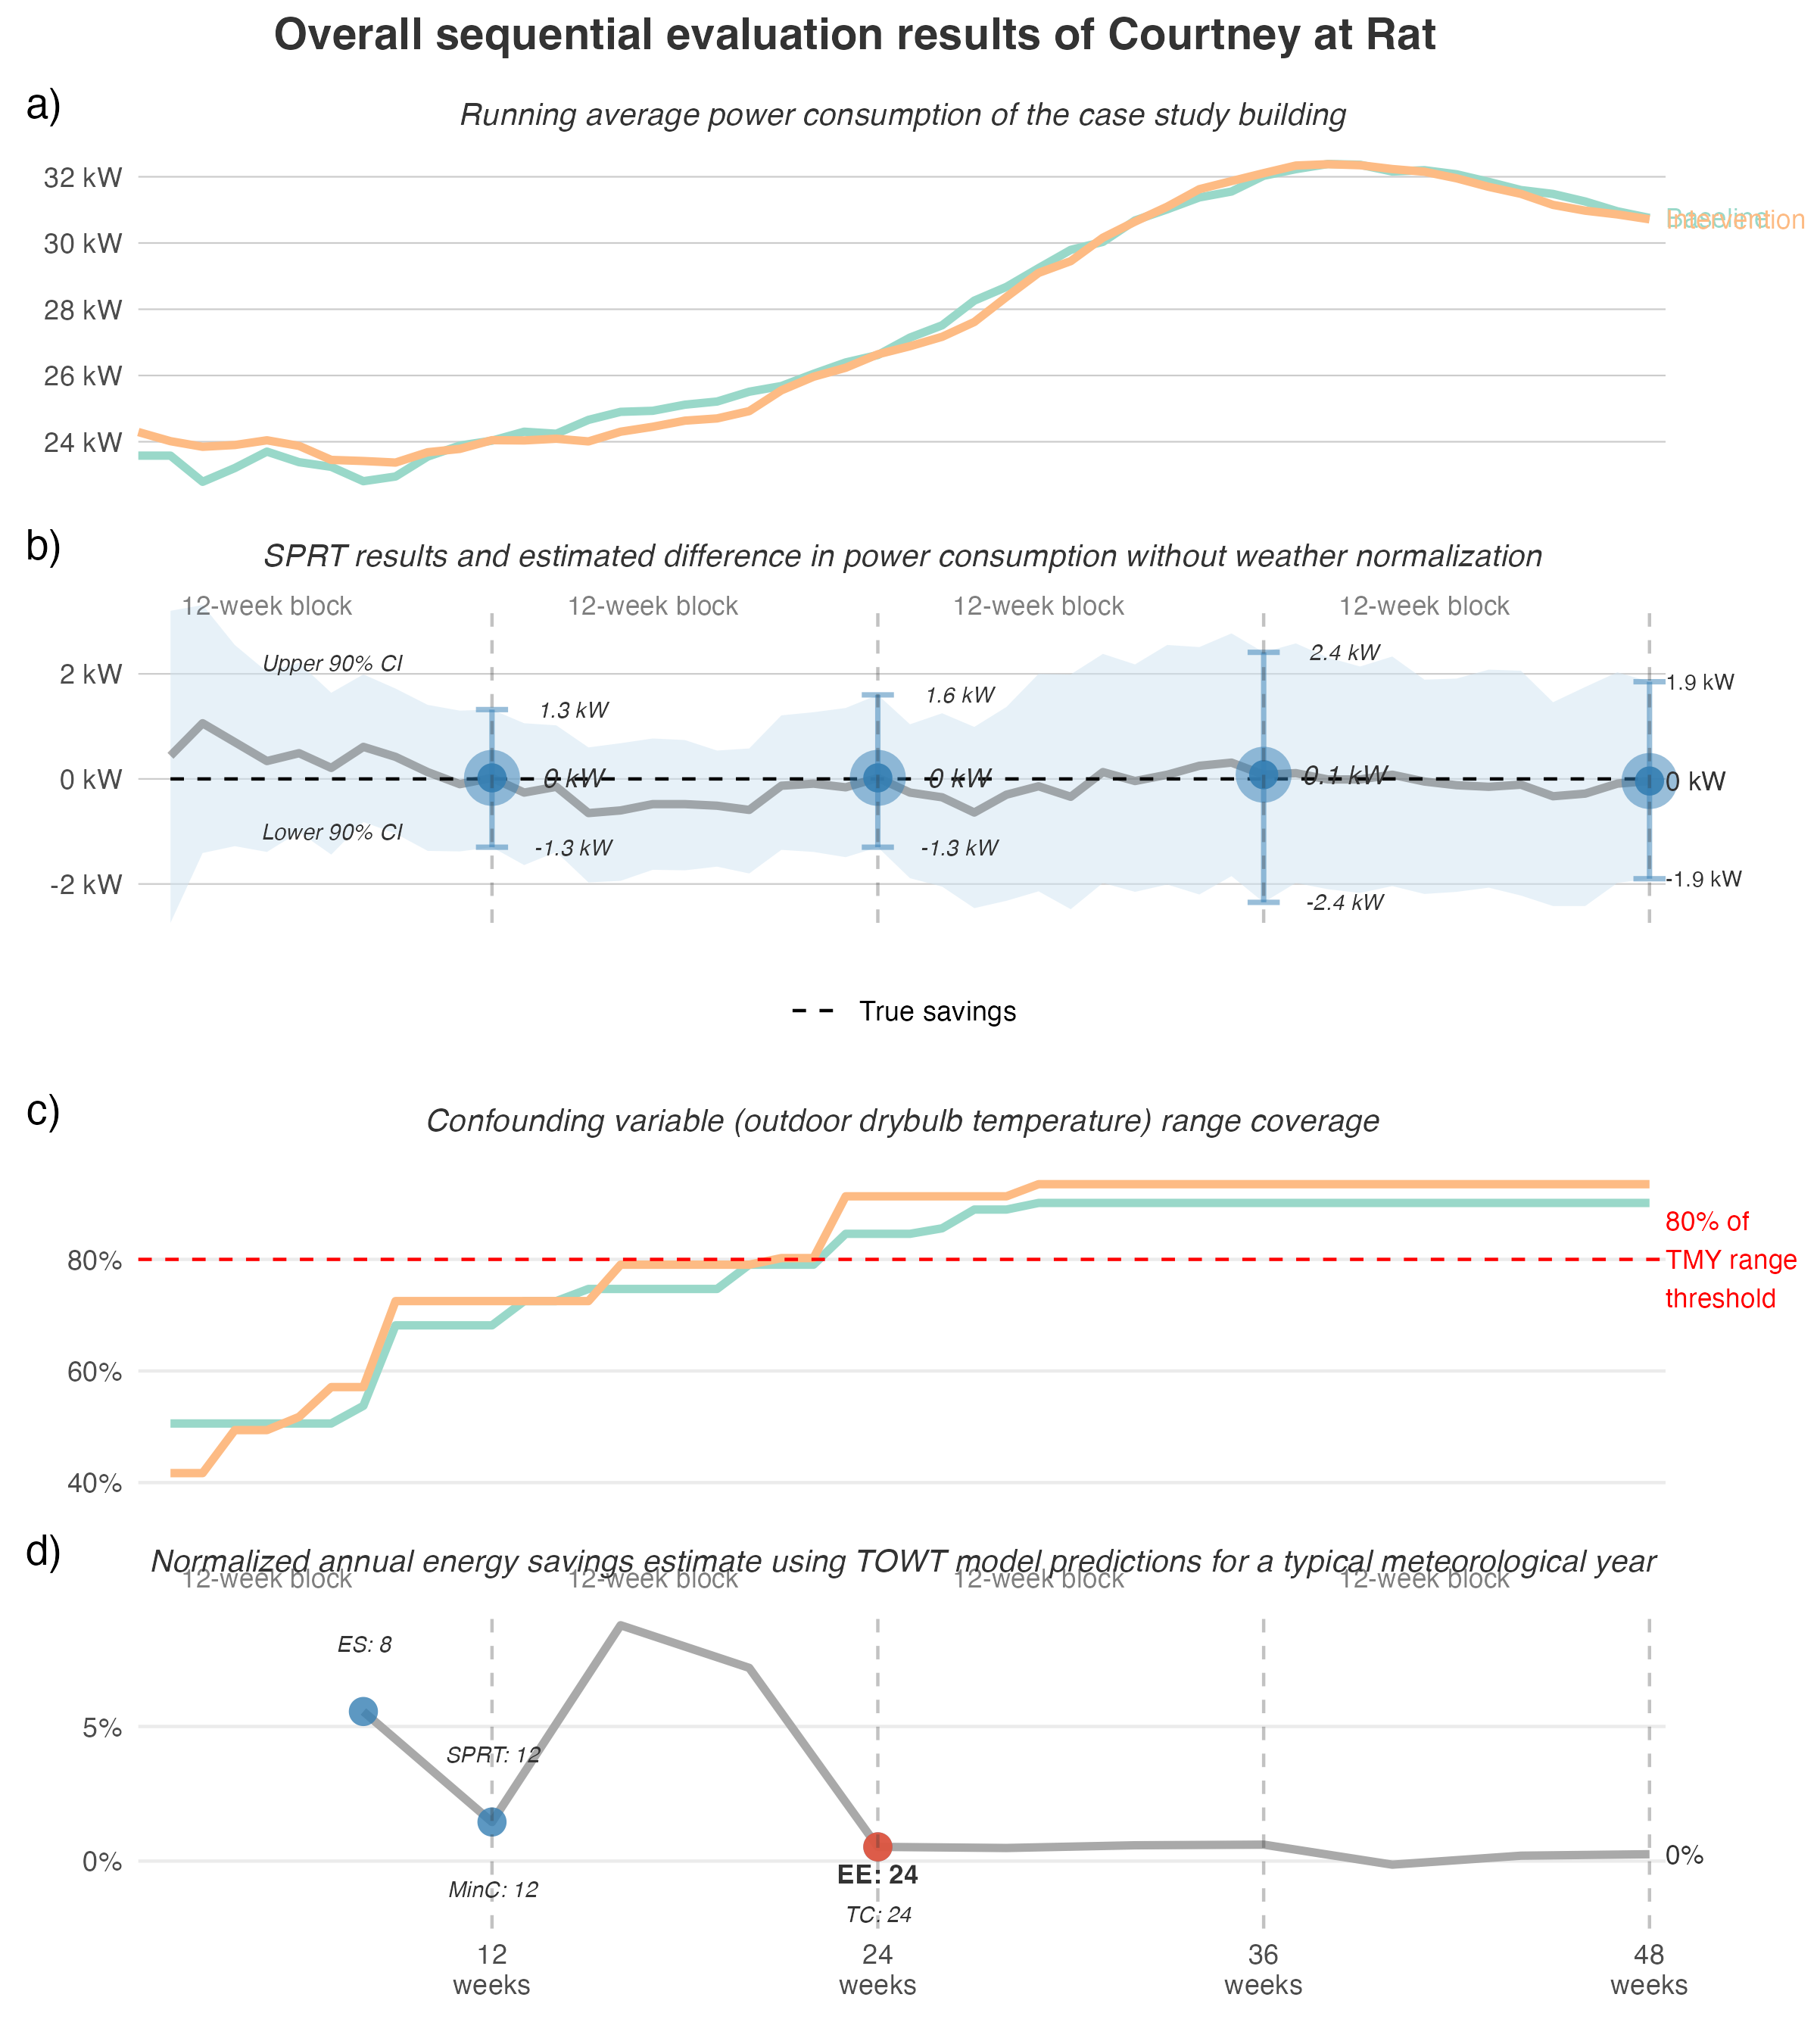 Overall sequential evaluation results of Courtney at Rat
a)
Running average power consumption of the case study building
32 kW
30 kW
28 kW
26 kW
24 kW
Baseline
Intervention
b)
SPRT results and estimated difference in power consumption without weather normalization
12-week block 12-week block 12-week block 12-week block
2 kW
0 kW
-2 kW
Upper 90% CI
Lower 90% CI
1.3 kW
0 kW
-1.3 kW
1.6 kW
0 kW
-1.3 kW
2.4 kW
0.1 kW
-2.4 kW
1.9 kW
0 kW
-1.9 kW
True savings
c)
Confounding variable (outdoor drybulb temperature) range coverage
80%
60%
40%
80% of
TMY range
threshold
d)
Normalized annual energy savings estimate using TOWT model predictions for a typical meteorological year
12-week block 12-week block 12-week block 12-week block
5%
0%
ES: 8
SPRT: 12
MinC: 12
EE: 24
TC: 24
0%
12
weeks
24
weeks
36
weeks
48
weeks